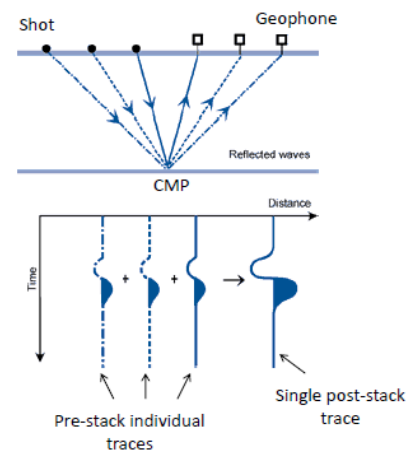 Shot
Geophone
Reflected waves
CMP
Distance
Time
+ + 
Pre-stack individual
traces
Single post-stack
trace